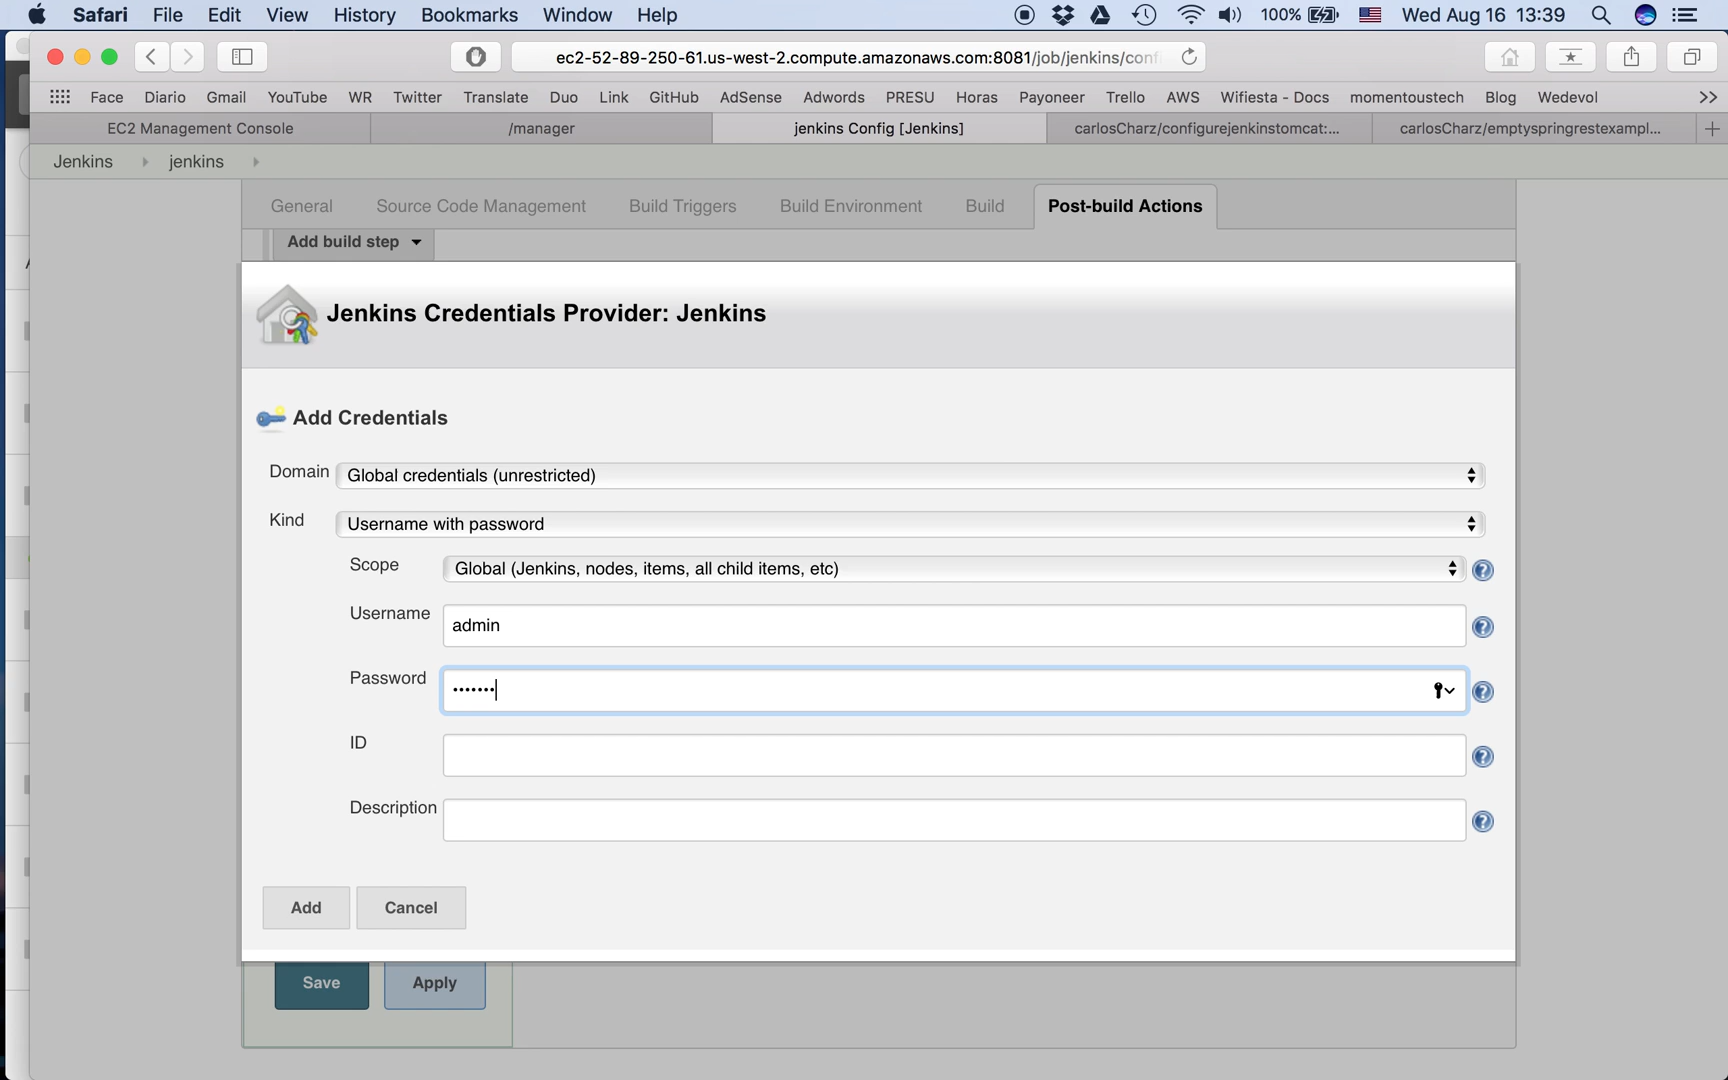 Safari File Edit View History Bookmarks Window Help 100% Wed Aug 16 13:39
ec2-52-89-250-61.us-west-2.compute.amazonaws.com:8081/job/jenkins/conf
Face Diario Gmail YouTube WR Twitter Translate Duo Link GitHub AdSense Adwords PRESU Horas Payoneer Trello AWS Wifiesta - Docs momentoustech Blog Wedevol >>
EC2 Management Console /manager jenkins Config [Jenkins] carlosCharz/configurejenkinstomcat:... carlosCharz/emptyspringrestexampl...
Jenkins jenkins
General Source Code Management Build Triggers Build Environment Build Post-build Actions
Add build step
Jenkins Credentials Provider: Jenkins
Add Credentials
Domain Global credentials (unrestricted)
Kind Username with password
Scope Global (Jenkins, nodes, items, all child items, etc)
Username admin
Password •••••••
ID
Description
Add Cancel
Save Apply